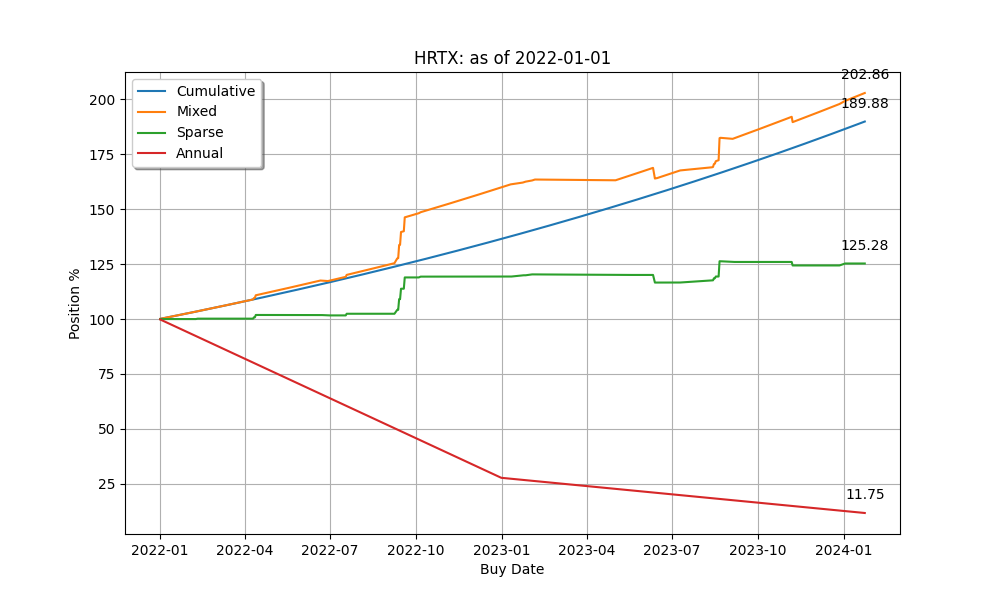 HRTX: as of 2022-01-01
Cumulative
Mixed
Sparse
Annual
202.86
189.88
125.28
11.75
Position %
200
175
150
125
100
75
50
25
2022-01 2022-04 2022-07 2022-10 2023-01 2023-04 2023-07 2023-10 2024-01
Buy Date